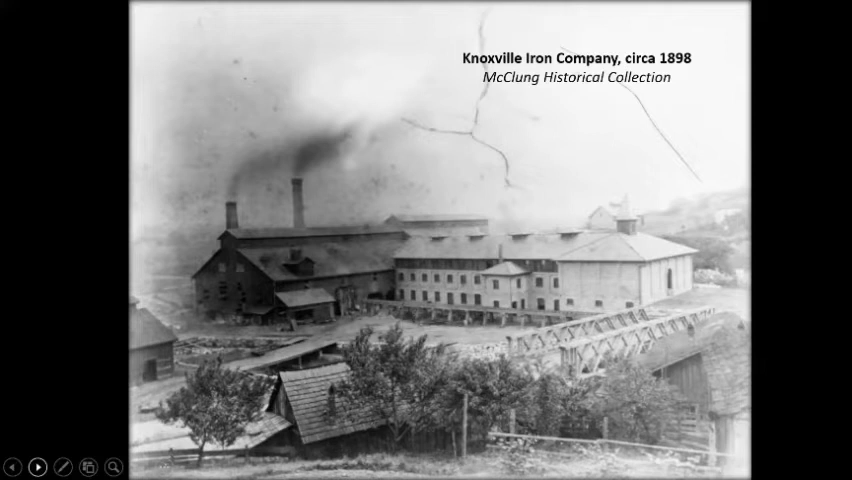 Knoxville Iron Company, circa 1898
McClung Historical Collection